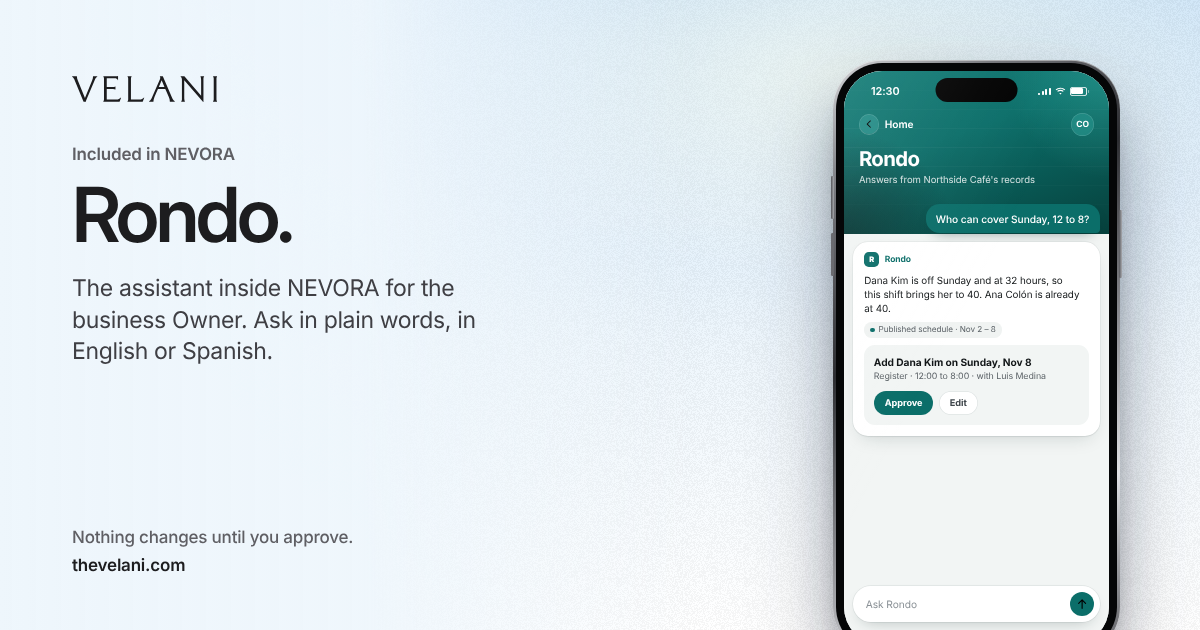 VELANI
Included in NEVORA
Rondo.
The assistant inside NEVORA for the
business Owner. Ask in plain words, in
English or Spanish.
Nothing changes until you approve.
thevelani.com
12:30
Home
CO
Rondo
Answers from Northside Café's records
Who can cover Sunday, 12 to 8?
R Rondo
Dana Kim is off Sunday and at 32 hours, so
this shift brings her to 40. Ana Colón is already
at 40.
Published schedule · Nov 2 – 8
Add Dana Kim on Sunday, Nov 8
Register · 12:00 to 8:00 · with Luis Medina
Approve Edit
Ask Rondo